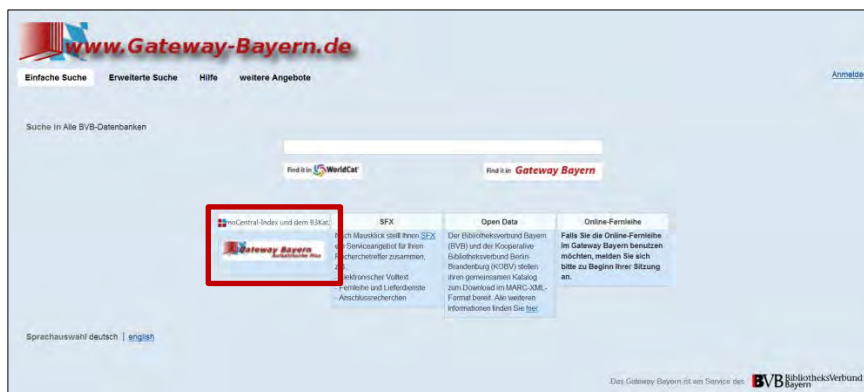 www.Gateway-Bayern.de
Einfache Suche Erweiterte Suche Hilfe weitere Angebote
Anmelde
Suche in Alle BVB-Datenbanken
Find it in WorldCat
Find it in Gateway Bayern
moCentral-Index und dem B3Kat.
Gateway Bayern
SFX
Nach Mausklick stellt Ihnen SFX
ein Serviceangebot für Ihren
Recherchetreffer zusammen,
z.B.:
- elektronischer Volltext
- Fernleihe und Lieferdienste
- Anschlussrecherchen
Open Data
Der Bibliotheksverbund Bayern
(BVB) und der Kooperative
Bibliotheksverbund Berlin-
Brandenburg (KOBV) stellen
ihren gemeinsamen Katalog
zum Download im MARC-XML-
Format bereit. Alle weiteren
Informationen finden Sie hier.
Online-Fernleihe
Falls Sie die Online-Fernleihe
im Gateway Bayern benutzen
möchten, melden Sie sich
bitte zu Beginn Ihrer Sitzung
an.
Sprachauswahl deutsch | english
Das Gateway Bayern ist ein Service des
BVB BibliotheksVerbund
Bayern